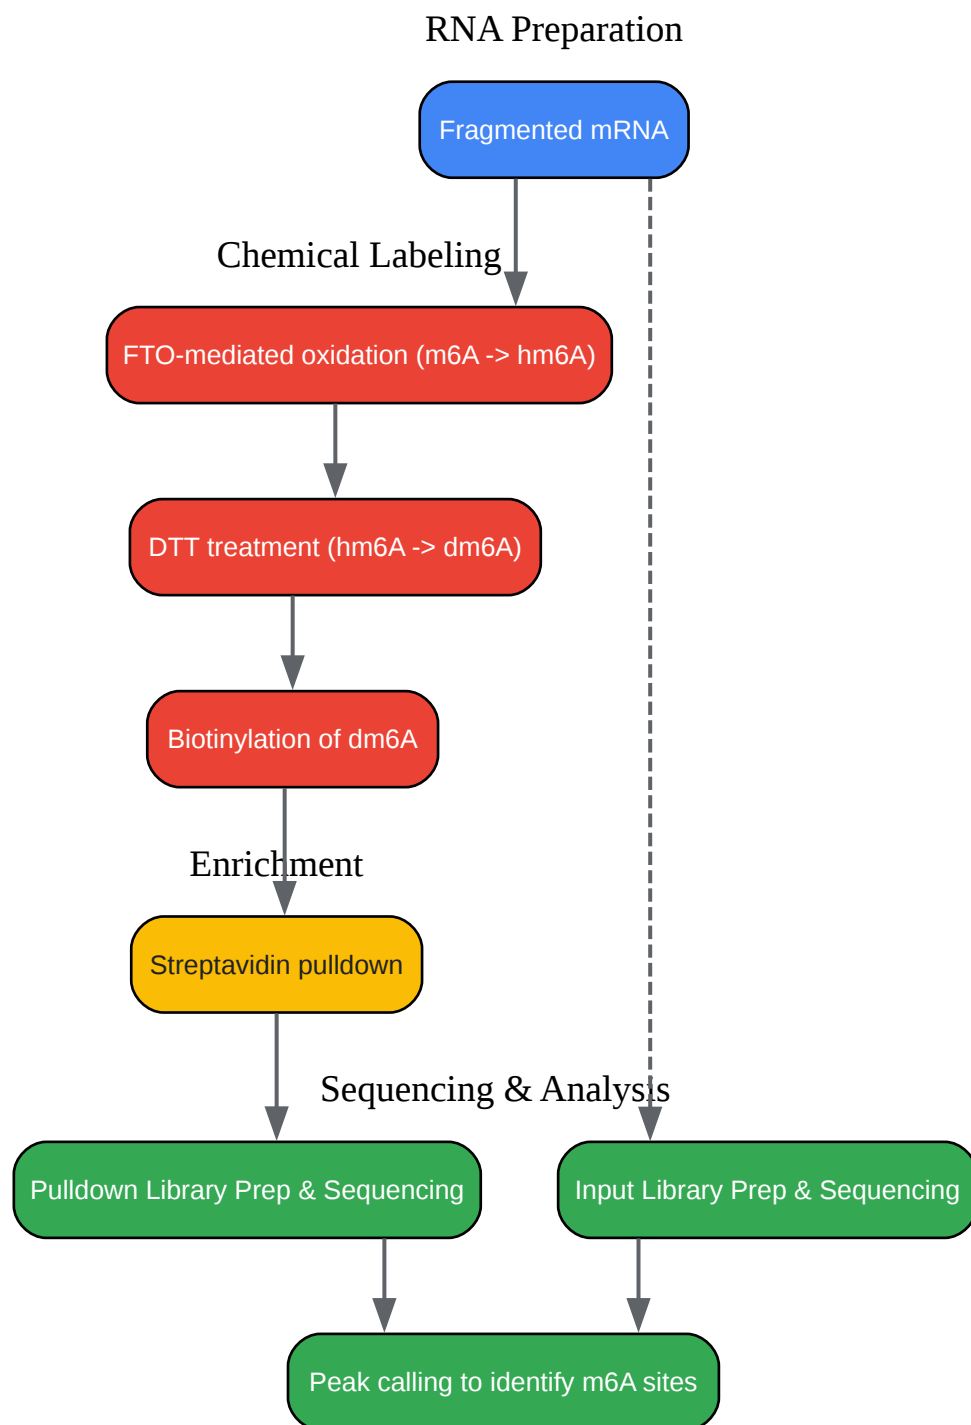 RNA Preparation
Fragmented mRNA
Chemical Labeling
FTO-mediated oxidation (m6A -> hm6A)
DTT treatment (hm6A -> dm6A)
Biotinylation of dm6A
Enrichment
Streptavidin pulldown
Sequencing & Analysis
Pulldown Library Prep & Sequencing
Input Library Prep & Sequencing
Peak calling to identify m6A sites